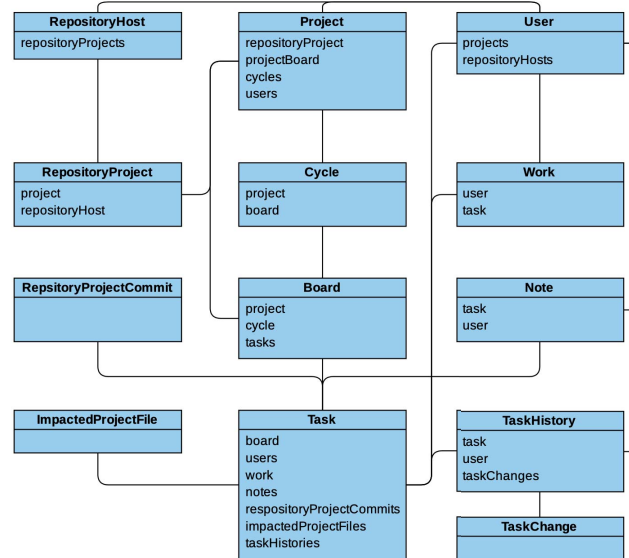 RepositoryHost
repositoryProjects
Project
repositoryProject
projectBoard
cycles
users
User
projects
repositoryHosts
RepositoryProject
project
repositoryHost
Cycle
project
board
Work
user
task
RepsitoryProjectCommit
Board
project
cycle
tasks
Note
task
user
ImpactedProjectFile
Task
board
users
work
notes
respositoryProjectCommits
impactedProjectFiles
taskHistories
TaskHistory
task
user
taskChanges
TaskChange